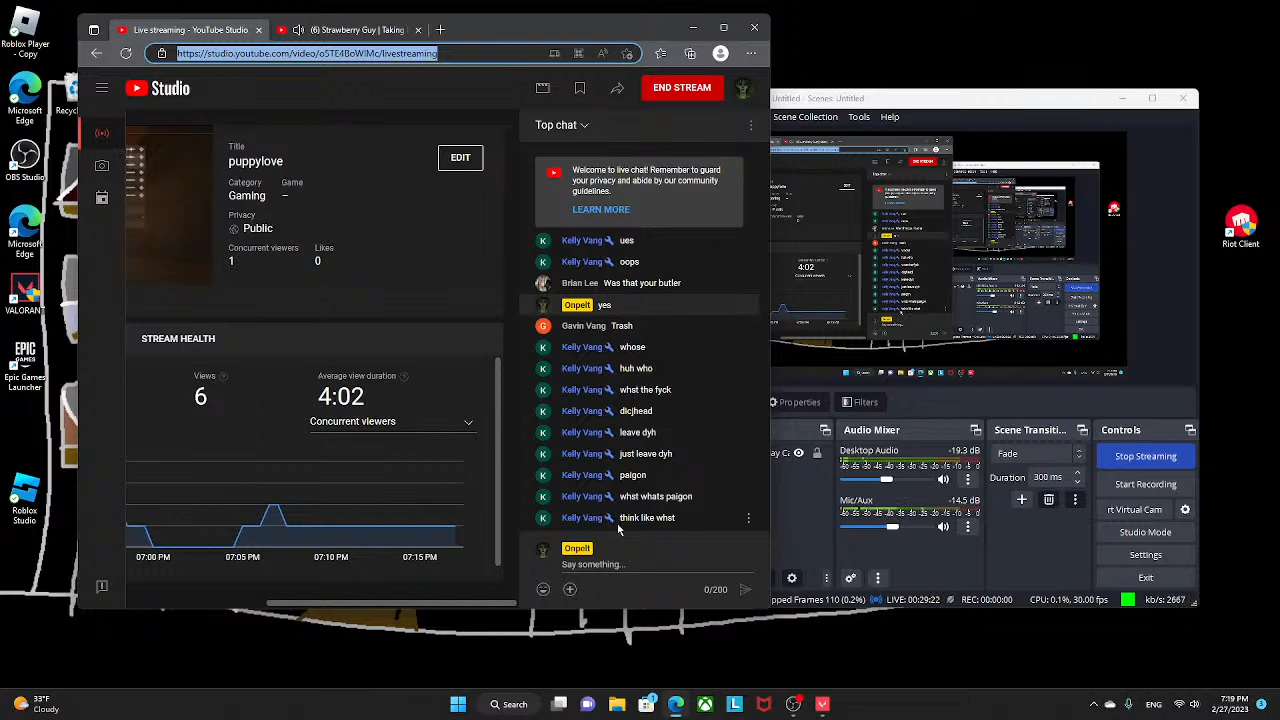 Roblox Player
Copy
Microsoft
Edge
OBS Studio
Microsoft
Edge
VALORANT
Epic Games
Launcher
Roblox
Studio
Live streaming - YouTube Studio
(6) Strawberry Guy | Taking
https://studio.youtube.com/video/o5TE4BoWlMc/livestreaming
Studio
END STREAM
Title
puppylove
EDIT
Category
Gaming
Game
—
Privacy
Public
Concurrent viewers
1
Likes
0
STREAM HEALTH
Views
6
Average view duration
4:02
Concurrent viewers
07:00 PM
07:05 PM
07:10 PM
07:15 PM
Top chat
Welcome to live chat! Remember to guard
your privacy and abide by our community
guidelines.
LEARN MORE
K Kelly Vang ues
K Kelly Vang oops
Brian Lee Was that your butler
Onpelt yes
G Gavin Vang Trash
K Kelly Vang whose
K Kelly Vang huh who
K Kelly Vang what the fyck
K Kelly Vang dicjhead
K Kelly Vang leave dyh
K Kelly Vang just leave dyh
K Kelly Vang paigon
K Kelly Vang whst whats paigon
K Kelly Vang think like whst
Onpelt
Say something...
0/200
Untitled - Scenes: Untitled
Scene Collection Tools Help
4:02
Properties
Filters
Audio Mixer
Desktop Audio
-19.3 dB
Mic/Aux
-14.5 dB
Scene Transiti...
Fade
Duration
300 ms
Controls
Stop Streaming
Start Recording
rt Virtual Cam
Studio Mode
Settings
Exit
pped Frames 110 (0.2%)
LIVE: 00:29:22
REC: 00:00:00
CPU: 0.1%, 30.00 fps
kb/s: 2667
Riot Client
33°F
Cloudy
Search
7:19 PM
2/27/2023